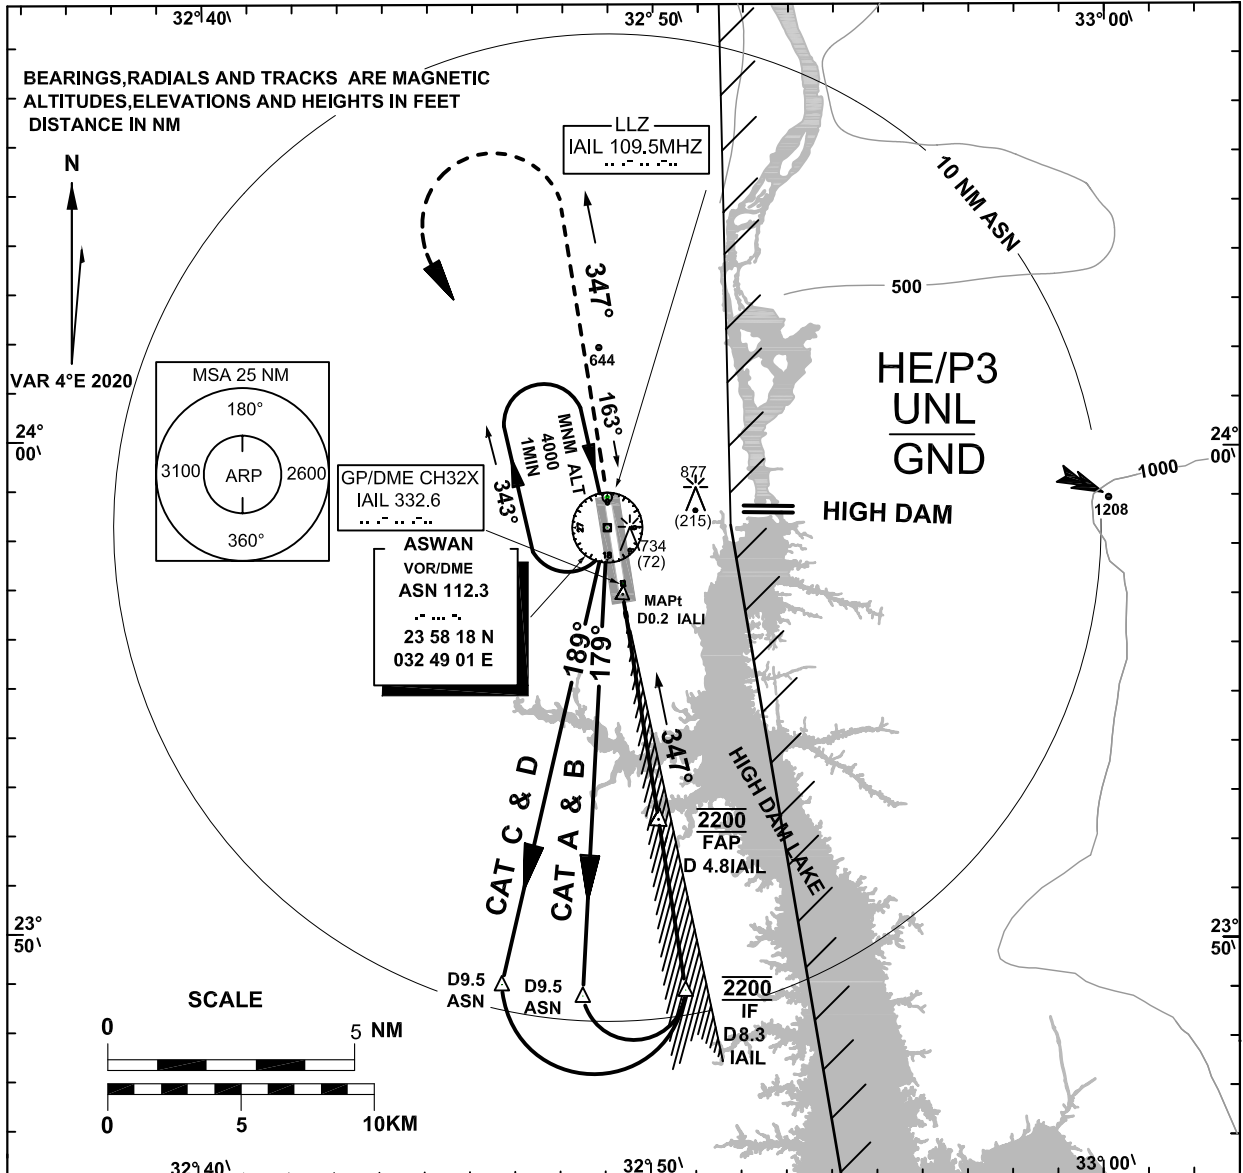 32°40\
32°50\
33°00\
BEARINGS,RADIALS AND TRACKS ARE MAGNETIC
ALTITUDES,ELEVATIONS AND HEIGHTS IN FEET
DISTANCE IN NM
LLZ
IAIL 109.5MHZ
N
10 NM ASN
347°
500
644
VAR 4°E 2020
MSA 25 NM
180°
3100
ARP
2600
360°
HE/P3
UNL
GND
163°
MNM ALT
4000
1MIN
343°
24°
00\
24°
00\
GP/DME CH32X
IAIL 332.6
877
(215)
1000
1208
HIGH DAM
12
18
734
(72)
ASWAN
VOR/DME
ASN 112.3
23 58 18 N
032 49 01 E
MAPt
D0.2 IALI
189°
179°
347°
CAT C & D
CAT A & B
HIGH DAM LAKE
2200
FAP
D 4.8IAIL
23°
50\
23°
50\
D9.5
ASN
D9.5
ASN
2200
IF
D8.3
IAIL
SCALE
0
5 NM
0
5
10KM
32°40\
32°50\
33°00\